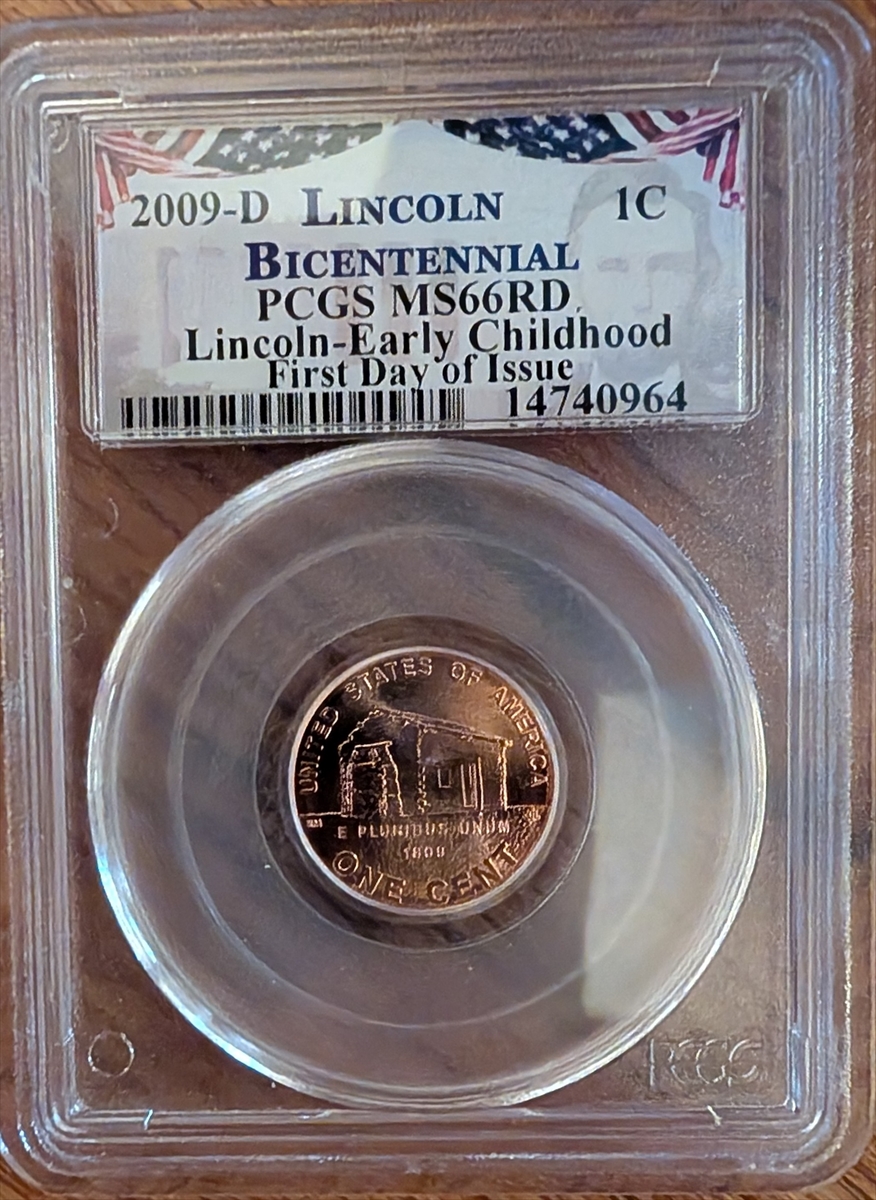 2009-D LINCOLN 1C
BICENTENNIAL
PCGS MS66RD
Lincoln-Early Childhood
First Day of Issue
14740964
UNITED STATES OF AMERICA
E PLURIBUS UNUM
1809
ONE CENT
PCGS